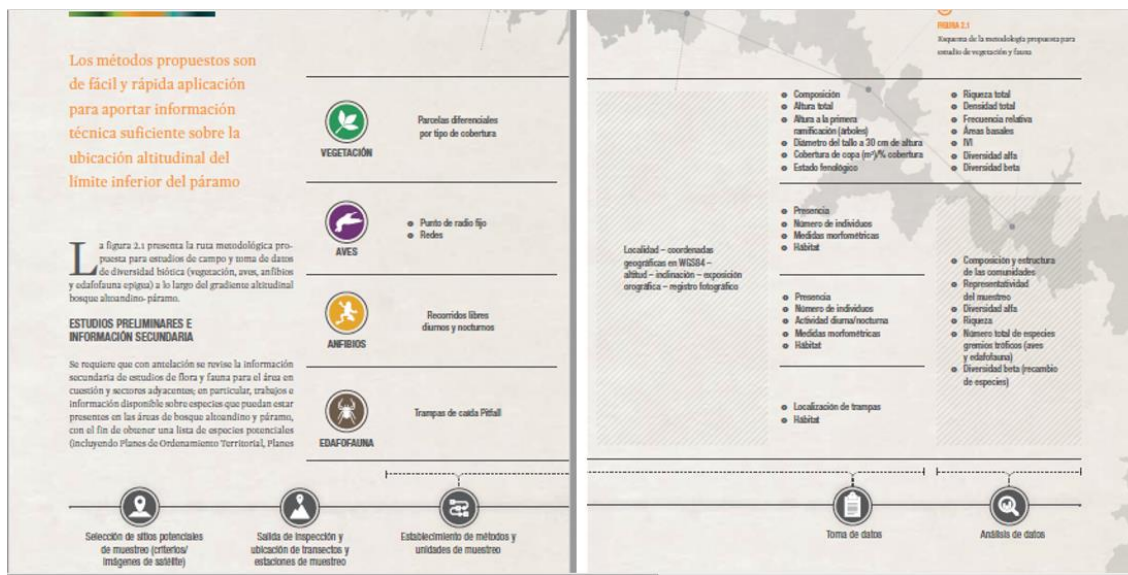 Los métodos propuestos son
de fácil y rápida aplicación
para aportar información
técnica suficiente sobre la
ubicación altitudinal del
límite inferior del páramo
La figura 2.1 presenta la ruta metodológica pro-
puesta para estudios de campo y toma de datos
de diversidad biótica (vegetación, aves, anfibios
y edafofauna epigua) a lo largo del gradiente altitudinal
bosque altoandino- páramo.
ESTUDIOS PRELIMINARES E
INFORMACIÓN SECUNDARIA
Se requiere que con antelación se revise la información
secundaria de estudios de flora y fauna para el área en
cuestión y sectores adyacentes; en particular, trabajos e
información disponible sobre especies que puedan estar
presentes en las áreas de bosque altoandino y páramo,
con el fin de obtener una lista de especies potenciales
(incluyendo Planes de Ordenamiento Territorial, Planes
VEGETACIÓN
Parcelas diferenciales
por tipo de cobertura
AVES
Punto de radio fijo
Redes
ANFIBIOS
Recorridos libres
diurnos y nocturnos
EDAFOFAUNA
Trampas de caída Pitfall
Selección de sitios potenciales
de muestreo (criterios/
imágenes de satélite)
Salida de inspección y
ubicación de transectos y
estaciones de muestreo
Establecimiento de métodos y
unidades de muestreo
FIGURA 2.1
Esquema de la metodología propuesta para
estudio de vegetación y fauna
Localidad – coordenadas
geográficas en WGS84 –
altitud – inclinación – exposición
orográfica – registro fotográfico
Composición
Altura total
Altura a la primera
ramificación (árboles)
Diámetro del tallo a 30 cm de altura
Cobertura de copa (m²)/% cobertura
Estado fenológico
Presencia
Número de individuos
Medidas morfométricas
Hábitat
Presencia
Número de individuos
Actividad diurna/nocturna
Medidas morfométricas
Hábitat
Localización de trampas
Hábitat
Riqueza total
Densidad total
Frecuencia relativa
Áreas basales
IVI
Diversidad alfa
Diversidad beta
Composición y estructura
de las comunidades
Representatividad
del muestreo
Diversidad alfa
Riqueza
Número total de especies
gremios tróficos (aves
y edafofauna)
Diversidad beta (recambio
de especies)
Toma de datos
Análisis de datos